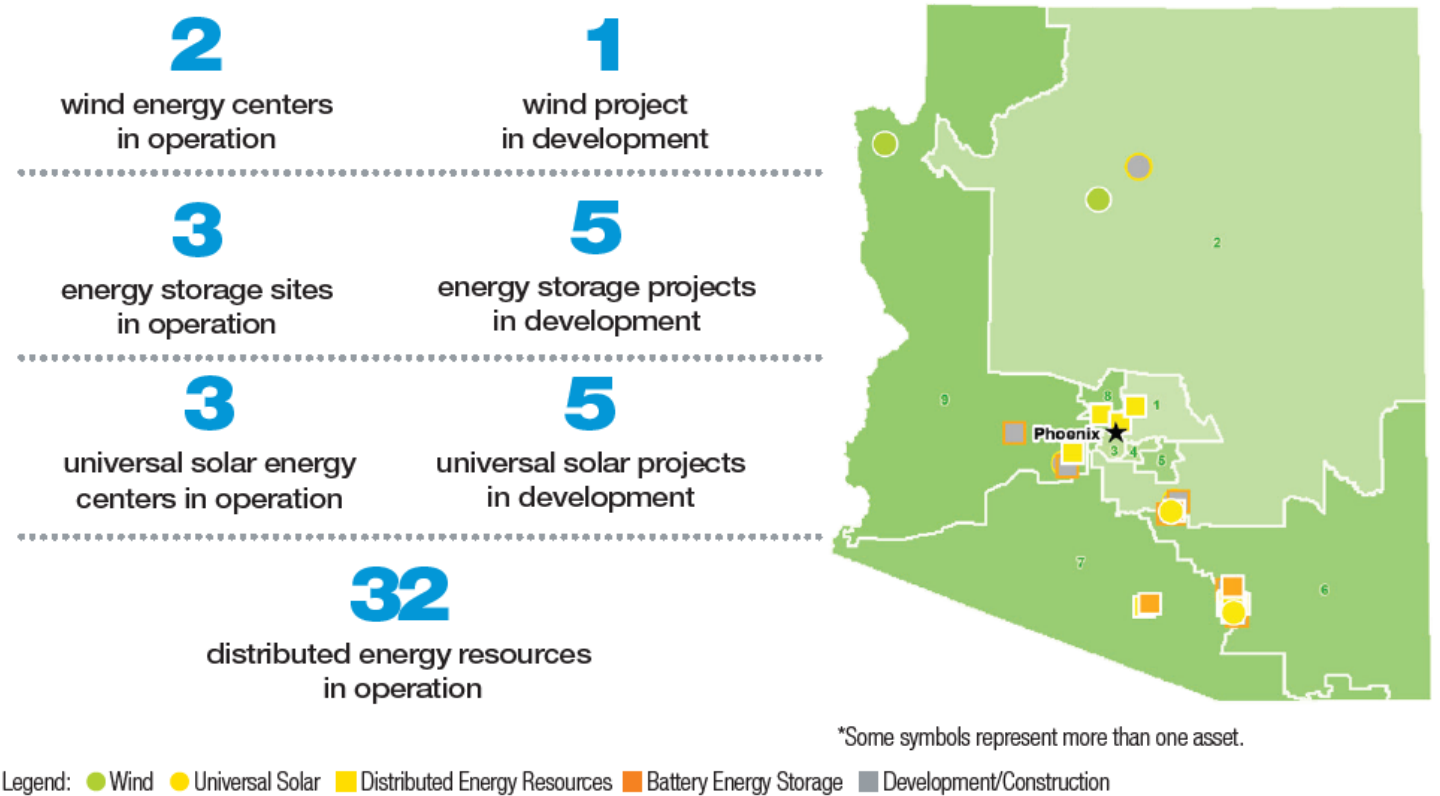 2
wind energy centers
in operation
1
wind project
in development
3
energy storage sites
in operation
5
energy storage projects
in development
3
universal solar energy
centers in operation
5
universal solar projects
in development
32
distributed energy resources
in operation
2
9
8
1
Phoenix
3
4
5
7
6
*Some symbols represent more than one asset.
Legend: Wind Universal Solar Distributed Energy Resources Battery Energy Storage Development/Construction